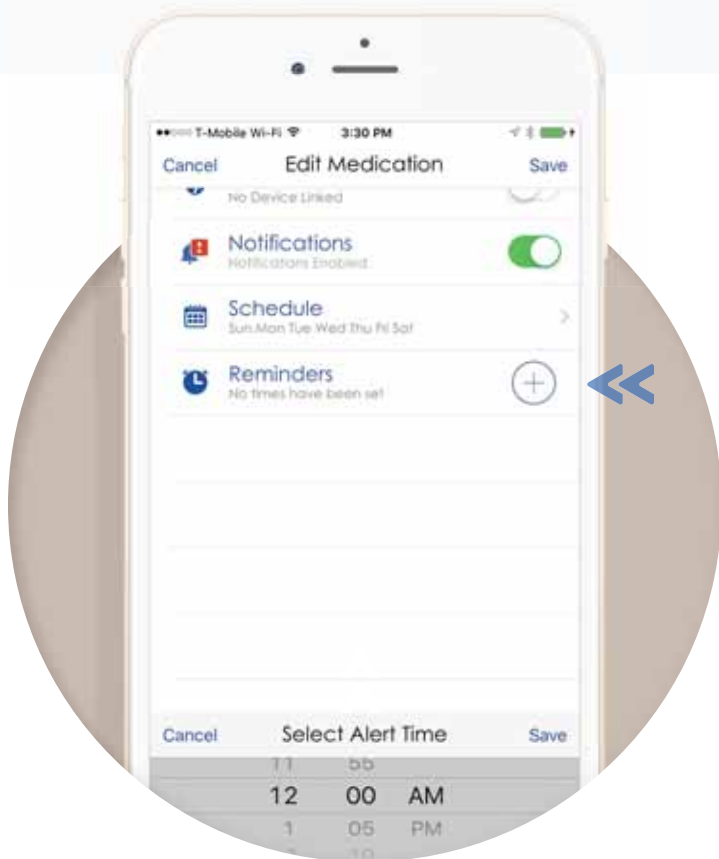 T-Mobile Wi-Fi 3:30 PM
Cancel Edit Medication Save
No Device Linked
Notifications
Notifications Enabled
Schedule
Sun Mon Tue Wed Thu Fri Sat
Reminders
No times have been set
Cancel Select Alert Time Save
11 55
12 00 AM
1 05 PM
10